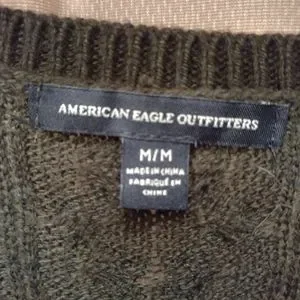 AMERICAN EAGLE OUTFITTERS
M/M
MADE IN CHINA
FABRIQUÉ EN
CHINE